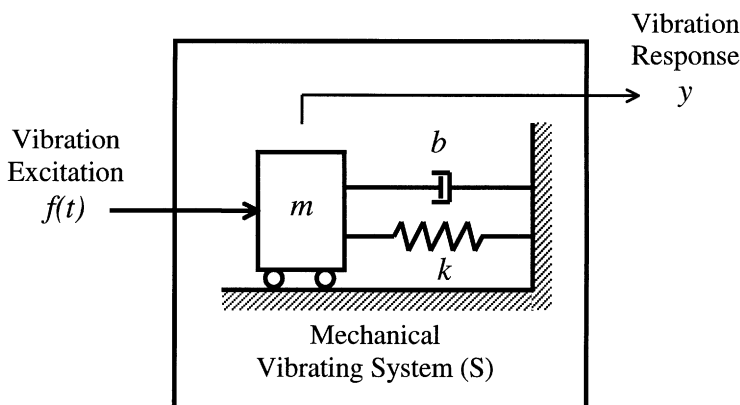 Vibration
Response
y
Vibration
Excitation
f(t)
b
m
k
Mechanical
Vibrating System (S)